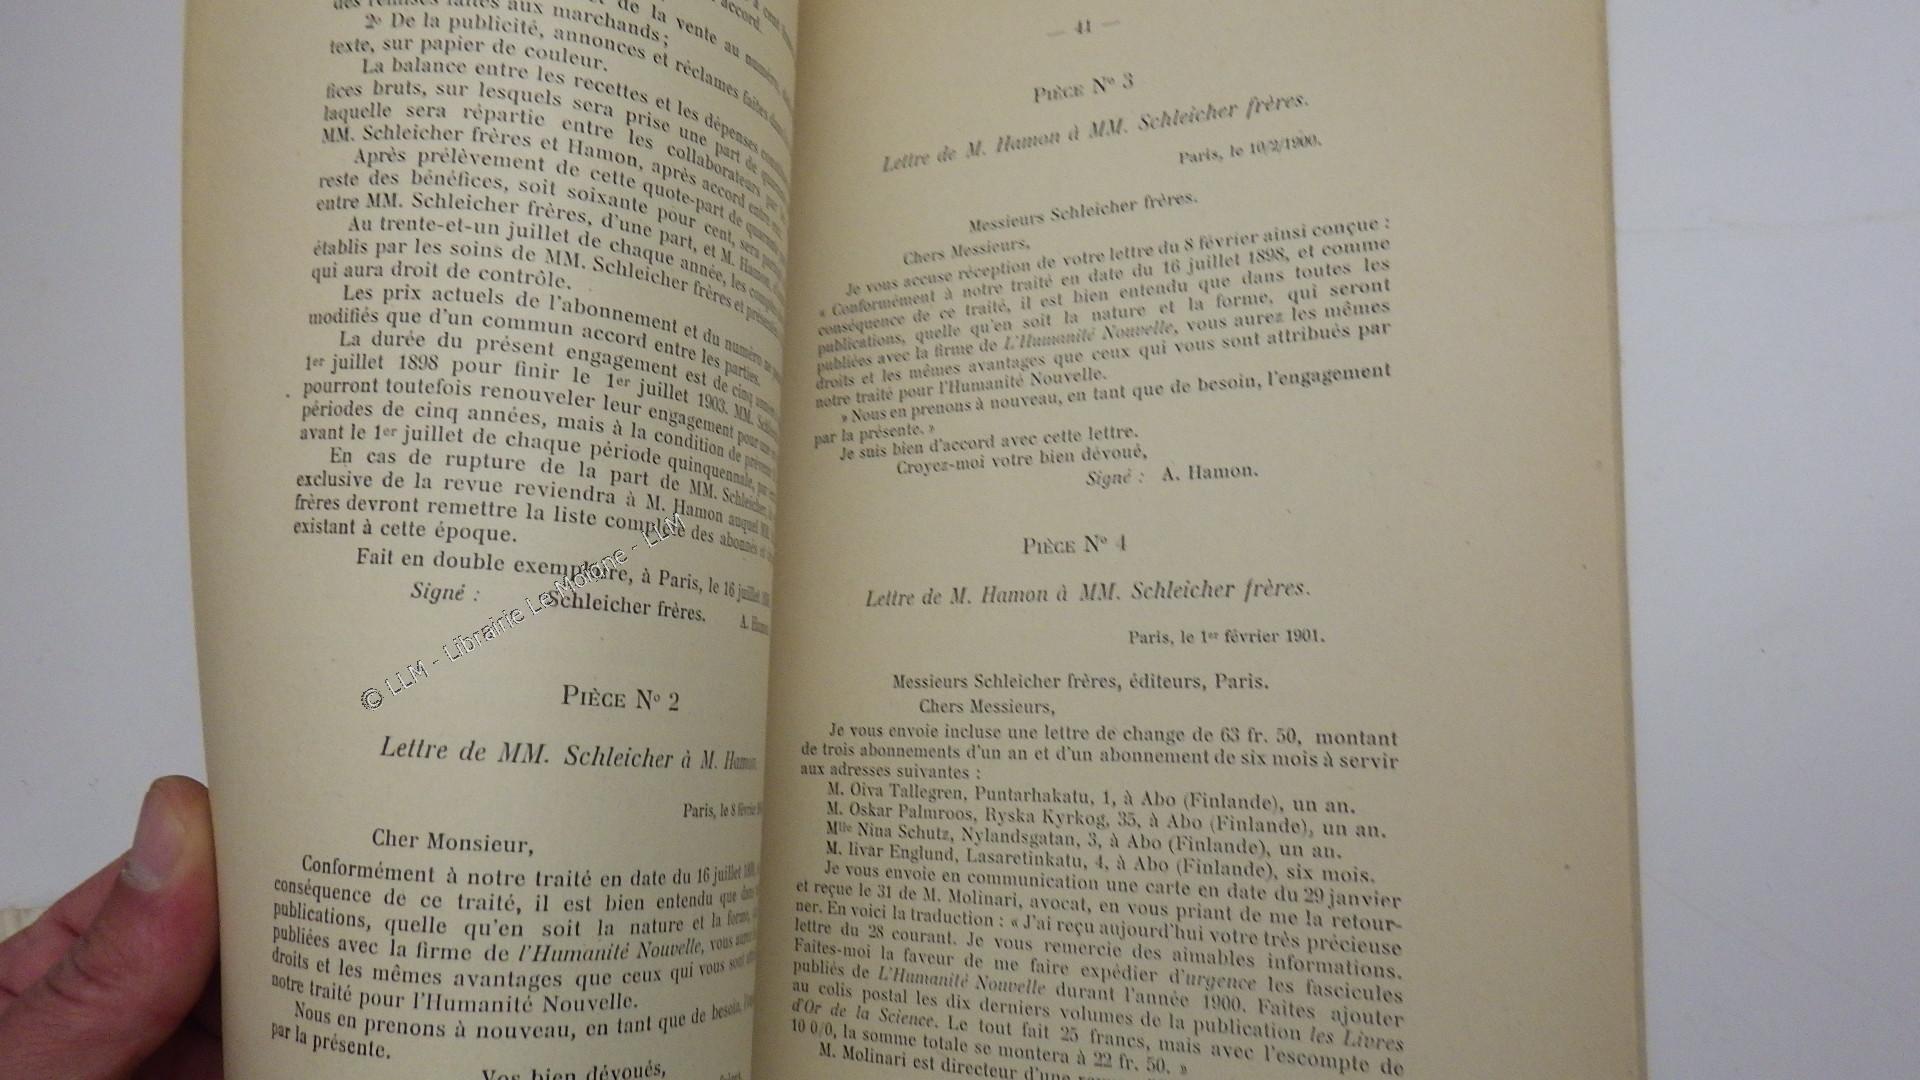 des remises faites aux marchands;
2o De la publicité, annonces et réclames faites
texte, sur papier de couleur.
La balance entre les recettes et les dépenses
fices bruts, sur lesquels sera prise une part de
laquelle sera répartie entre les collaborateurs par
MM. Schleicher frères et Hamon, après accord entre
Après prélèvement de cette quote-part de
reste des bénéfices, soit soixante pour cent, sera
entre MM. Schleicher frères, d'une part, et M. Hamon,
Au trente-et-un juillet de chaque année, les
établis par les soins de MM. Schleicher frères et
qui aura droit de contrôle.
Les prix actuels de l'abonnement et du numéro ne
modifiés que d'un commun accord entre les parties.
La durée du présent engagement est de cinq
1er juillet 1898 pour finir le 1er juillet 1903. MM.
pourront toutefois renouveler leur engagement pour
périodes de cinq années, mais à la condition de
avant le 1er juillet de chaque période quinquennale,
En cas de rupture de la part de MM. Schleicher,
exclusive de la revue reviendra à M. Hamon auquel MM.
frères devront remettre la liste complète des abonnés et
existant à cette époque.
Fait en double exemplaire, à Paris, le 16 juillet
Signé : Schleicher frères.
A.
© LLM - Librairie Le Moigne - LLM
PIÈCE No 2
Lettre de MM. Schleicher à M. Hamon
Paris, le 8 février
Cher Monsieur,
Conformément à notre traité en date du 16 juillet
conséquence de ce traité, il est bien entendu que
publications, quelle qu'en soit la nature et la forme,
publiées avec la firme de l'Humanité Nouvelle, vous
droits et les mêmes avantages que ceux qui vous sont
notre traité pour l'Humanité Nouvelle.
Nous en prenons à nouveau, en tant que de besoin,
par la présente.
Vos bien dévoués,
— 41 —
PIÈCE No 3
Lettre de M. Hamon à MM. Schleicher frères.
Paris, le 10/2/1900.
Messieurs Schleicher frères.
Chers Messieurs,
Je vous accuse réception de votre lettre du 8 février ainsi conçue :
« Conformément à notre traité en date du 16 juillet 1898, et comme
conséquence de ce traité, il est bien entendu que dans toutes les
publications, quelle qu'en soit la nature et la forme, qui seront
publiées avec la firme de L'Humanité Nouvelle, vous aurez les mêmes
droits et les mêmes avantages que ceux qui vous sont attribués par
notre traité pour l'Humanité Nouvelle.
» Nous en prenons à nouveau, en tant que de besoin, l'engagement
par la présente. »
Je suis bien d'accord avec cette lettre.
Croyez-moi votre bien dévoué,
Signé : A. Hamon.
PIÈCE No 4
Lettre de M. Hamon à MM. Schleicher frères.
Paris, le 1er février 1901.
Messieurs Schleicher frères, éditeurs, Paris.
Chers Messieurs,
Je vous envoie incluse une lettre de change de 63 fr. 50, montant
de trois abonnements d'un an et d'un abonnement de six mois à servir
aux adresses suivantes :
M. Oiva Tallegren, Puntarhakatu, 1, à Abo (Finlande), un an.
M. Oskar Palmroos, Ryska Kyrkog, 35, à Abo (Finlande), un an.
Mlle Nina Schutz, Nylandsgatan, 3, à Abo (Finlande), un an.
M. Iivar Englund, Lasaretinkatu, 4, à Abo (Finlande), six mois.
Je vous envoie en communication une carte en date du 29 janvier
et reçue le 31 de M. Molinari, avocat, en vous priant de me la retour-
ner. En voici la traduction : « J'ai reçu aujourd'hui votre très précieuse
lettre du 28 courant. Je vous remercie des aimables informations.
Faites-moi la faveur de me faire expédier d'urgence les fascicules
publiés de L'Humanité Nouvelle durant l'année 1900. Faites ajouter
au colis postal les dix derniers volumes de la publication les Livres
d'Or de la Science. Le tout fait 25 francs, mais avec l'escompte de
10 0/0, la somme totale se montera à 22 fr. 50. »
M. Molinari est directeur d'une